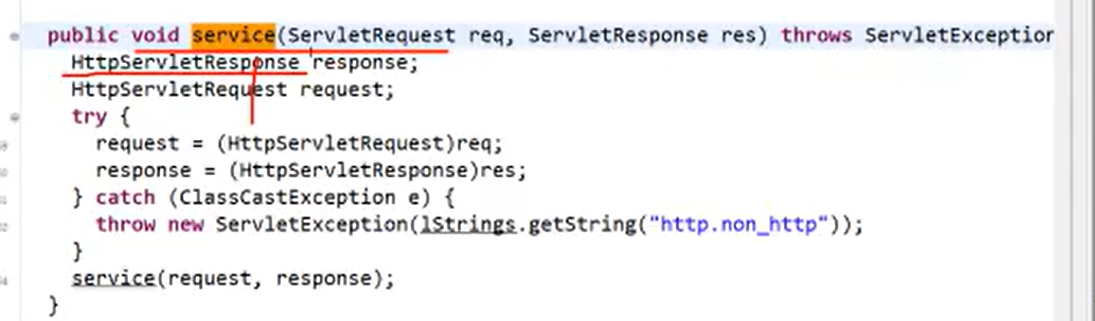 public void service(ServletRequest req, ServletResponse res) throws ServletException
HttpServletResponse response;
HttpServletRequest request;
try {
request = (HttpServletRequest)req;
response = (HttpServletResponse)res;
} catch (ClassCastException e) {
throw new ServletException(lStrings.getString("http.non_http"));
}
service(request, response);
}